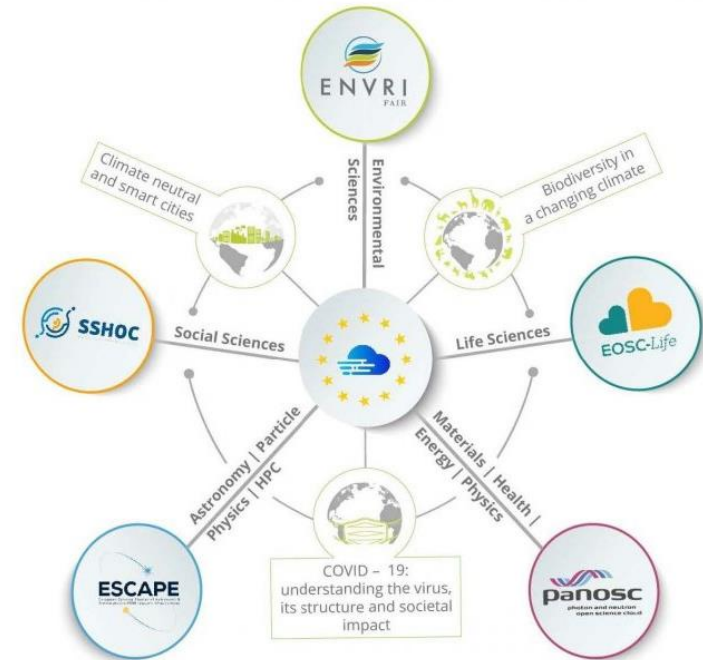 ENVRI
FAIR
Climate neutral
and smart cities
Environmental
Sciences
Biodiversity in
a changing climate
SSHOC
Social Sciences
Life Sciences
EOSC-Life
Astronomy | Particle
Physics | HPC
Materials | Health |
Energy | Physics
ESCAPE
COVID – 19:
understanding the virus,
its structure and societal
impact
panosc
photon and neutron
open science cloud